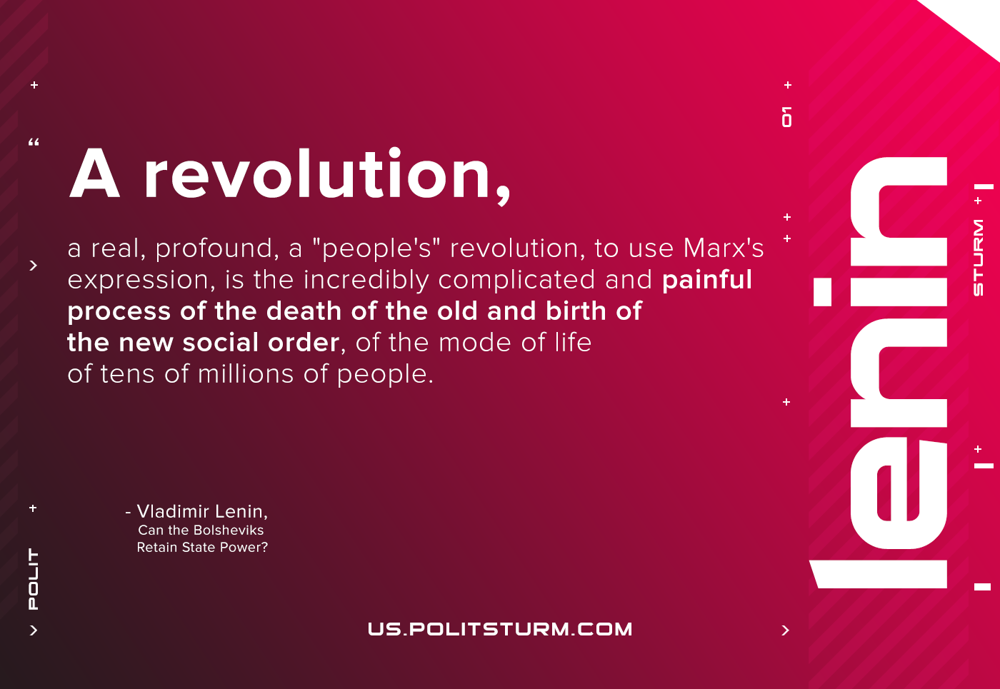 “
A revolution,
a real, profound, a "people's" revolution, to use Marx's
expression, is the incredibly complicated and painful
process of the death of the old and birth of
the new social order, of the mode of life
of tens of millions of people.
- Vladimir Lenin,
Can the Bolsheviks
Retain State Power?
POLIT
US.POLITSTURM.COM
01
lenin
STURM